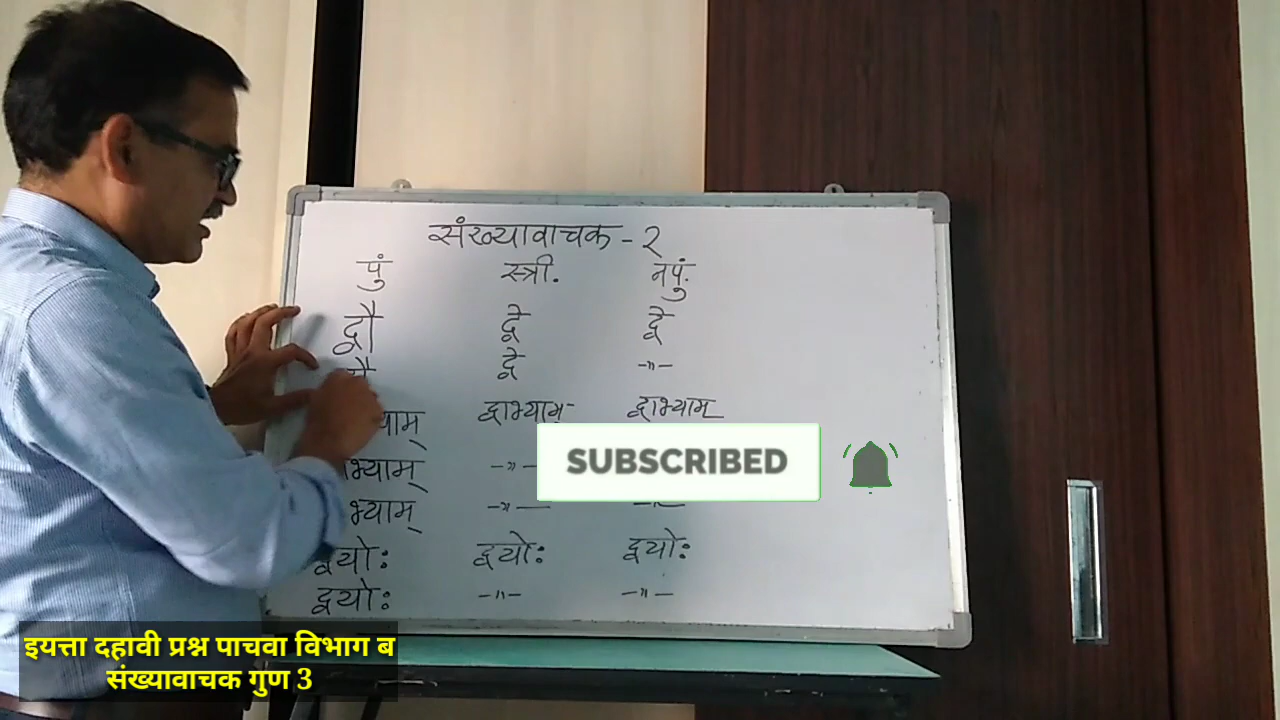 संख्यावाचक - २
पुं स्त्री. नपुं.
द्वौ द्वे द्वे
द्वे -"-
द्वाभ्याम् द्वाभ्याम्
भ्याम् -"-
भ्याम् -"- -"-
द्वयोः द्वयोः द्वयोः
द्वयोः -"- -"-
SUBSCRIBED
इयत्ता दहावी प्रश्न पाचवा विभाग ब
संख्यावाचक गुण 3